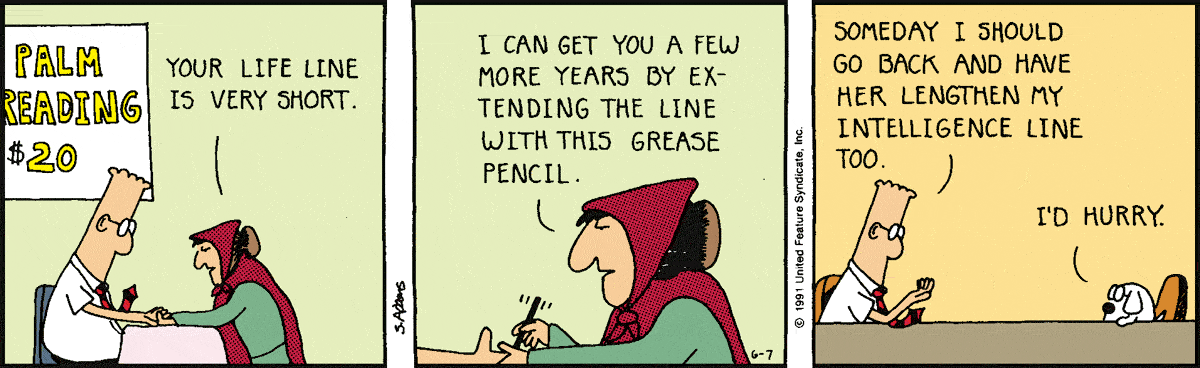 PALM
READING
$20
YOUR LIFE LINE
IS VERY SHORT.
S. Adams
I CAN GET YOU A FEW
MORE YEARS BY EX-
TENDING THE LINE
WITH THIS GREASE
PENCIL.
6-7
© 1991 United Feature Syndicate, Inc.
SOMEDAY I SHOULD
GO BACK AND HAVE
HER LENGTHEN MY
INTELLIGENCE LINE
TOO.
I'D HURRY.